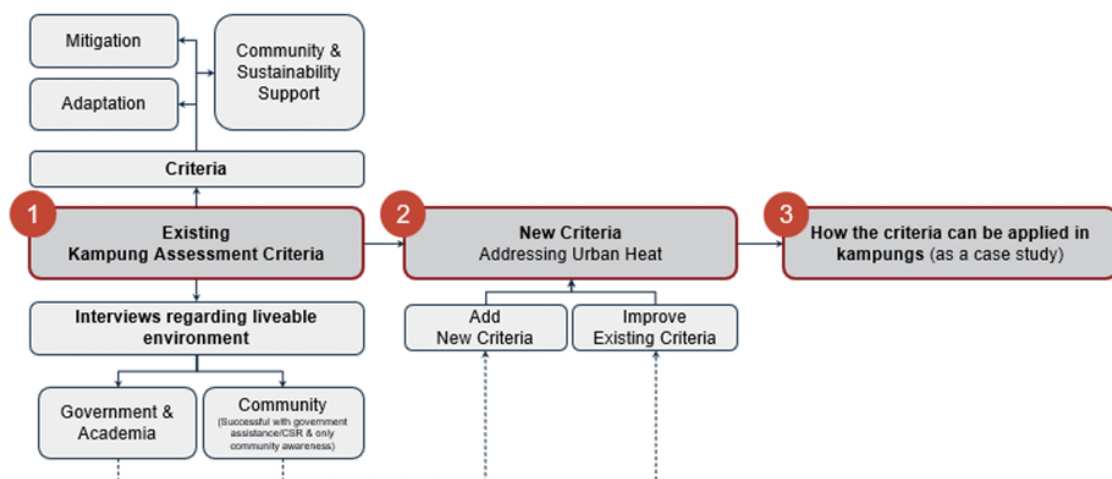 Mitigation
Adaptation
Community &
Sustainability
Support
Criteria
1
Existing
Kampung Assessment Criteria
2
New Criteria
Addressing Urban Heat
3
How the criteria can be applied in
kampungs (as a case study)
Interviews regarding liveable
environment
Add
New Criteria
Improve
Existing Criteria
Government &
Academia
Community
(Successful with government
assistance/CSR & only
community awareness)